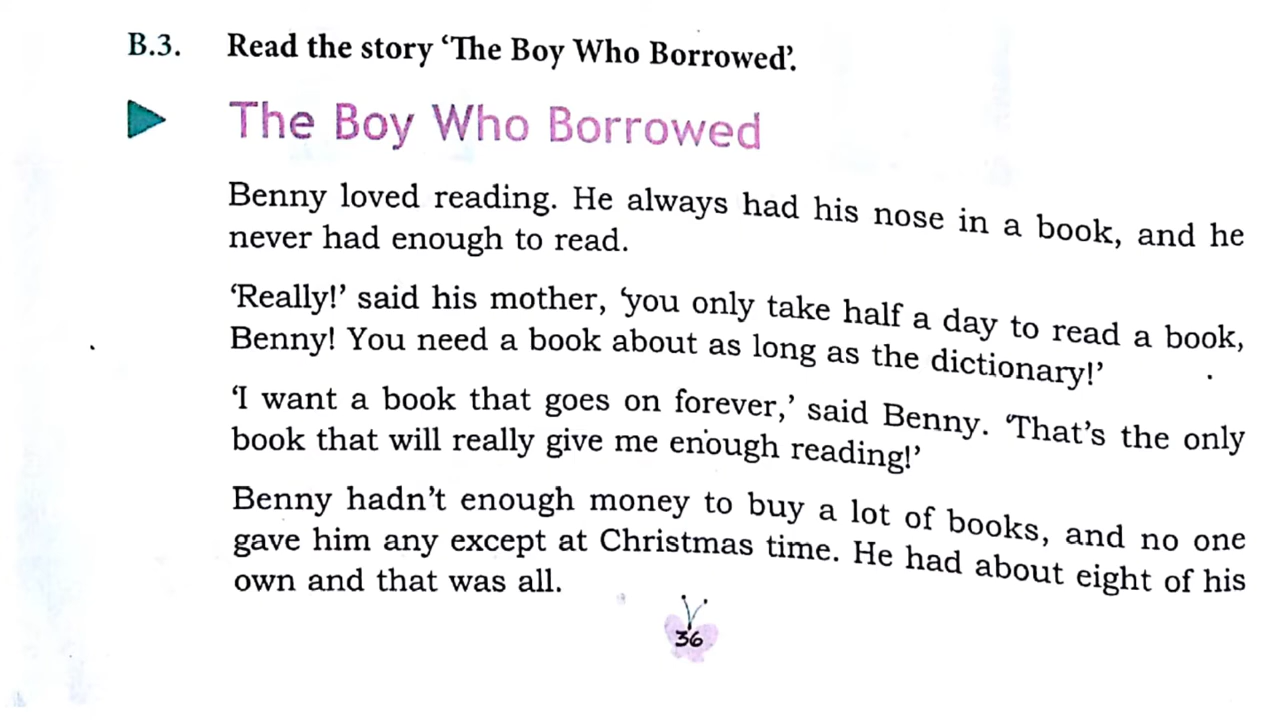 B.3. Read the story ‘The Boy Who Borrowed’.
The Boy Who Borrowed
Benny loved reading. He always had his nose in a book, and he
never had enough to read.
‘Really!’ said his mother, ‘you only take half a day to read a book,
Benny! You need a book about as long as the dictionary!’
‘I want a book that goes on forever,’ said Benny. ‘That’s the only
book that will really give me enough reading!’
Benny hadn’t enough money to buy a lot of books, and no one
gave him any except at Christmas time. He had about eight of his
own and that was all.
36